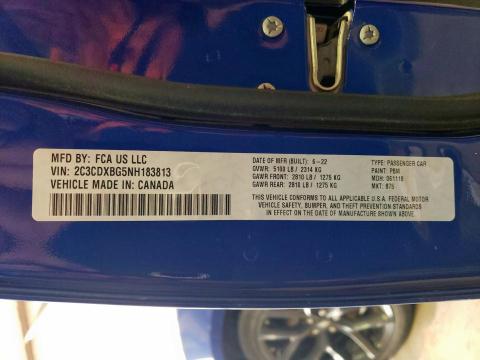 MFD. BY: FCA US LLC
VIN: 2C3CDXBG5NH183813
VEHICLE MADE IN: CANADA
DATE OF MFR (BUILT): 6-22
GVWR: 5100 LB / 2314 KG
GAWR FRONT: 2810 LB / 1275 KG
GAWR REAR: 2810 LB / 1275 KG
TYPE: PASSENGER CAR
PAINT: PBM
MDH: 061118
MKT: B75
THIS VEHICLE CONFORMS TO ALL APPLICABLE U.S.A. FEDERAL MOTOR
VEHICLE SAFETY, BUMPER, AND THEFT PREVENTION STANDARDS
IN EFFECT ON THE DATE OF MANUFACTURE SHOWN ABOVE.